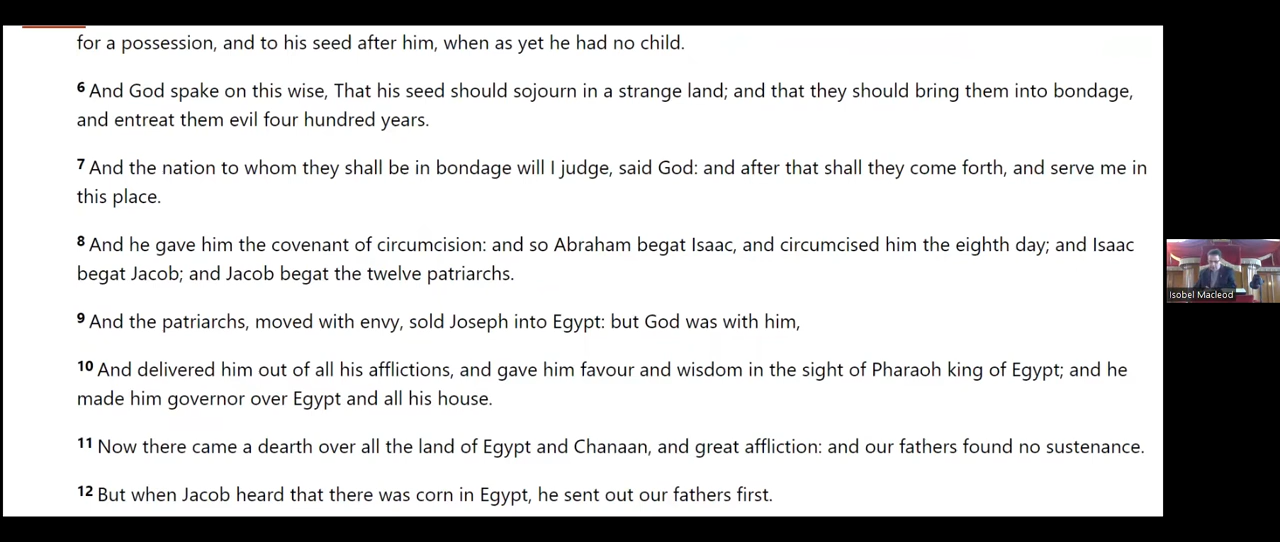 for a possession, and to his seed after him, when as yet he had no child.
6 And God spake on this wise, That his seed should sojourn in a strange land; and that they should bring them into bondage,
and entreat them evil four hundred years.
7 And the nation to whom they shall be in bondage will I judge, said God: and after that shall they come forth, and serve me in
this place.
8 And he gave him the covenant of circumcision: and so Abraham begat Isaac, and circumcised him the eighth day; and Isaac
begat Jacob; and Jacob begat the twelve patriarchs.
9 And the patriarchs, moved with envy, sold Joseph into Egypt: but God was with him,
10 And delivered him out of all his afflictions, and gave him favour and wisdom in the sight of Pharaoh king of Egypt; and he
made him governor over Egypt and all his house.
11 Now there came a dearth over all the land of Egypt and Chanaan, and great affliction: and our fathers found no sustenance.
12 But when Jacob heard that there was corn in Egypt, he sent out our fathers first.
Isobel Macleod